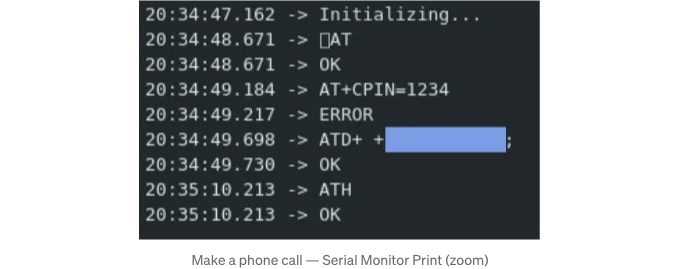 20:34:47.162 -> Initializing...
20:34:48.671 -> AT
20:34:48.671 -> OK
20:34:49.184 -> AT+CPIN=1234
20:34:49.217 -> ERROR
20:34:49.698 -> ATD+ + ;
20:34:49.730 -> OK
20:35:10.213 -> ATH
20:35:10.213 -> OK
Make a phone call — Serial Monitor Print (zoom)